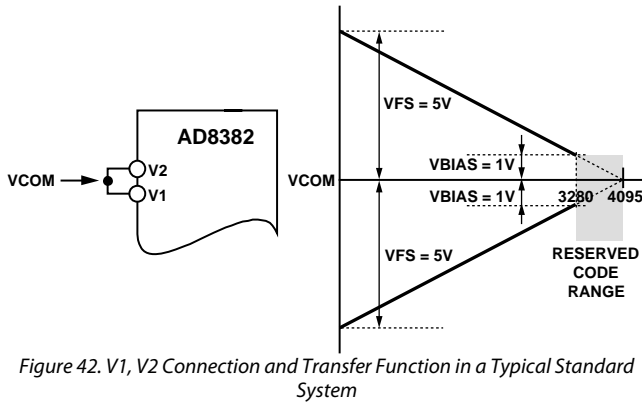 VFS = 5V
AD8382
VCOM
V2
V1
VCOM
VBIAS = 1V
VBIAS = 1V
3280
4095
VFS = 5V
RESERVED
CODE
RANGE
Figure 42. V1, V2 Connection and Transfer Function in a Typical Standard
System